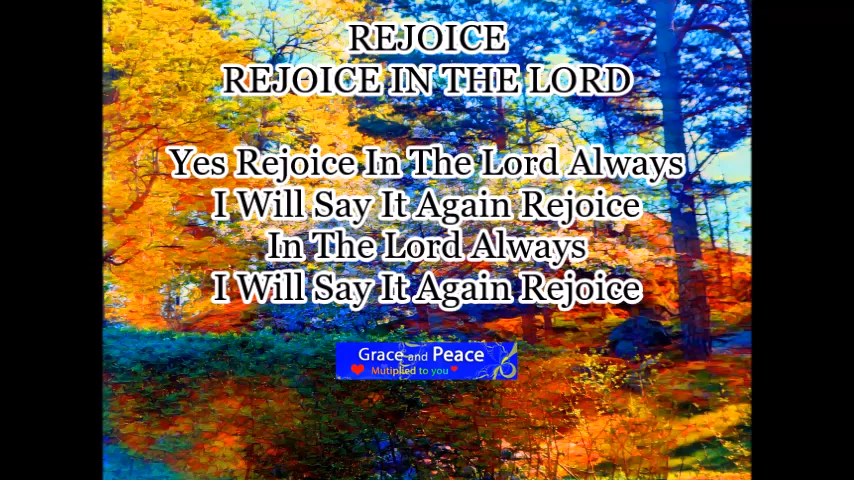 REJOICE
REJOICE IN THE LORD
Yes Rejoice In The Lord Always
I Will Say It Again Rejoice
In The Lord Always
I Will Say It Again Rejoice
Grace and Peace
Mutiplied to you